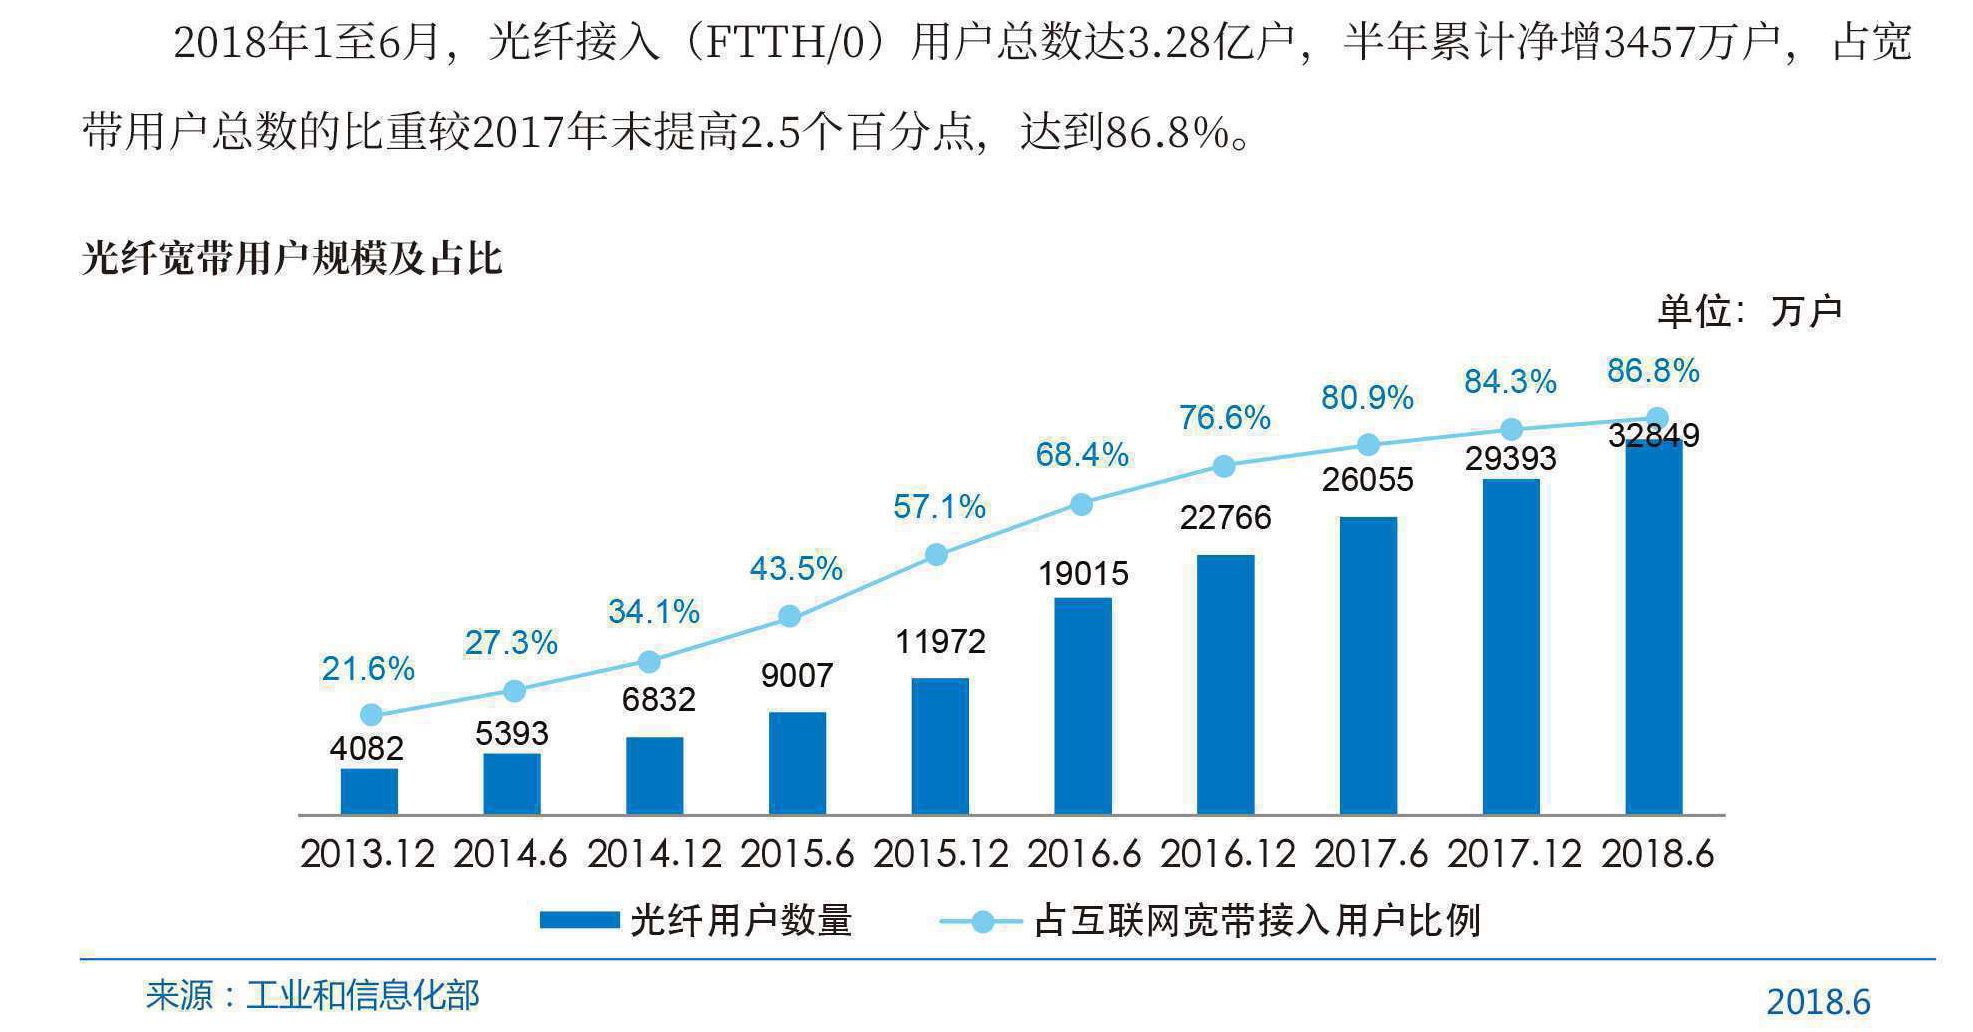 2018年1至6月，光纤接入（FTTH/0）用户总数达3.28亿户，半年累计净增3457万户，占宽
带用户总数的比重较2017年末提高2.5个百分点，达到86.8%。
光纤宽带用户规模及占比
单位：万户
21.6% 27.3% 34.1% 43.5% 57.1% 68.4% 76.6% 80.9% 84.3% 86.8%
4082 5393 6832 9007 11972 19015 22766 26055 29393 32849
2013.12 2014.6 2014.12 2015.6 2015.12 2016.6 2016.12 2017.6 2017.12 2018.6
光纤用户数量 占互联网宽带接入用户比例
来源：工业和信息化部 2018.6